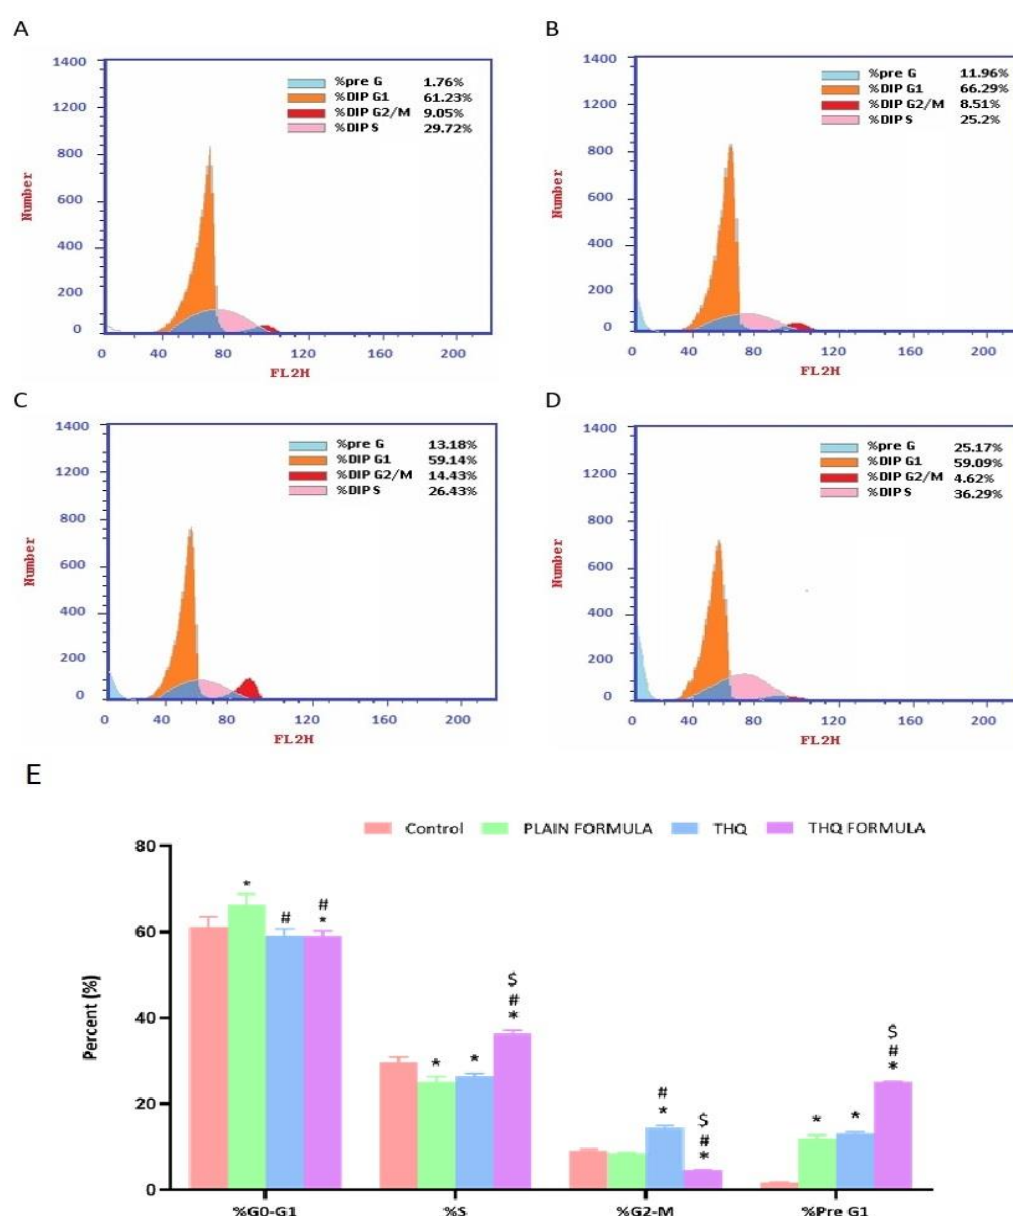 A
1400
1200
800
600
400
200
0
Number
%pre G 1.76%
%DIP G1 61.23%
%DIP G2/M 9.05%
%DIP S 29.72%
0 40 80 120 160 200
FL2H
B
1400
1200
800
600
400
200
0
Number
%pre G 11.96%
%DIP G1 66.29%
%DIP G2/M 8.51%
%DIP S 25.2%
0 40 80 120 160 200
FL2H
C
1400
1200
800
600
400
200
0
Number
%pre G 13.18%
%DIP G1 59.14%
%DIP G2/M 14.43%
%DIP S 26.43%
0 40 80 120 160 200
FL2H
D
1400
1200
800
600
400
200
0
Number
%pre G 25.17%
%DIP G1 59.09%
%DIP G2/M 4.62%
%DIP S 36.29%
0 40 80 120 160 200
FL2H
E
Control PLAIN FORMULA THQ THQ FORMULA
80
60
40
20
0
Percent (%)
* # # *
* * $ # *
# * $ # *
* * $ # *
%G0-G1 %S %G2-M %Pre G1